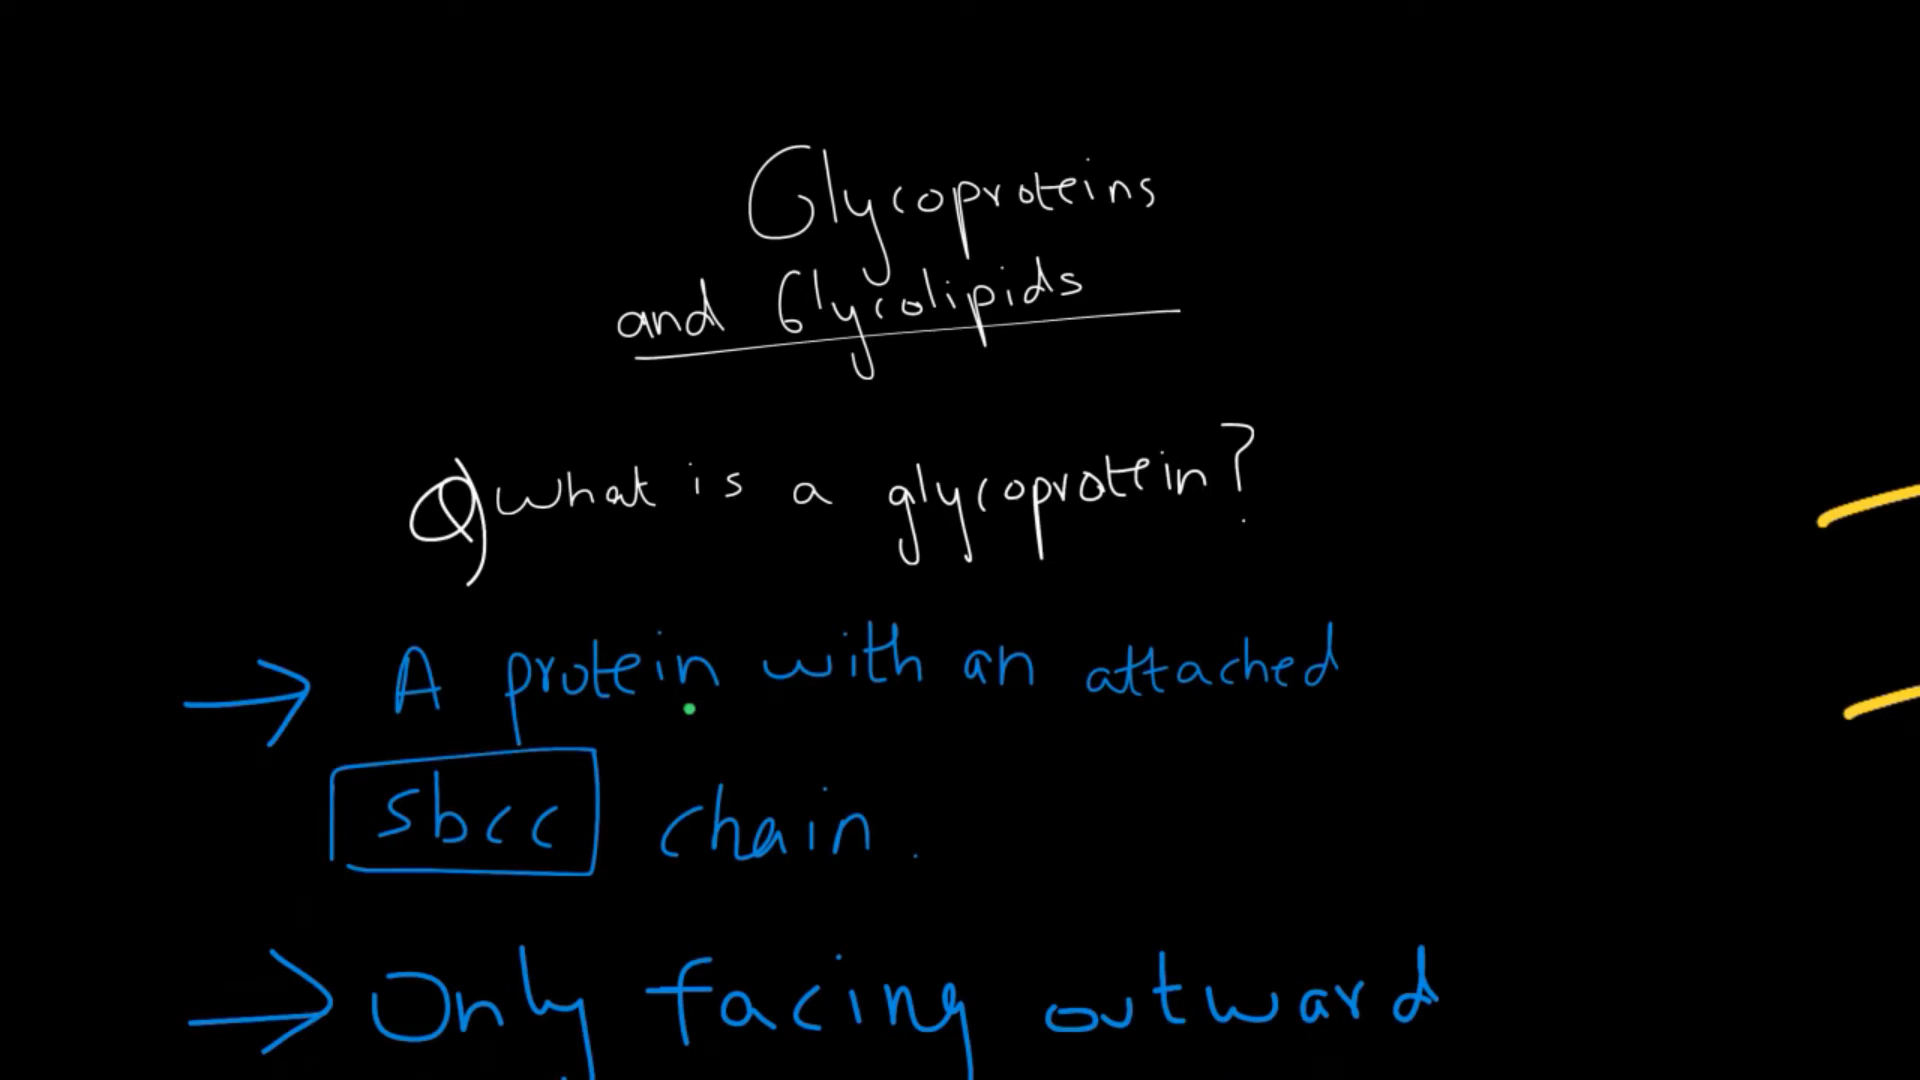 Glycoproteins
and Glycolipids
Q) What is a glycoprotein?
→ A protein with an attached
sbcc chain.
→ Only facing outward